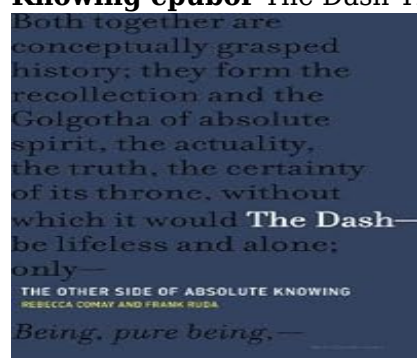 Knowing epubor The Dash T
Both together are
conceptually grasped
history; they form the
recollection and the
Golgotha of absolute
spirit, the actuality,
the truth, the certainty
of its throne, without
which it would The Dash—
be lifeless and alone;
only—
THE OTHER SIDE OF ABSOLUTE KNOWING
REBECCA COMAY AND FRANK RUDA
Being, pure being,—